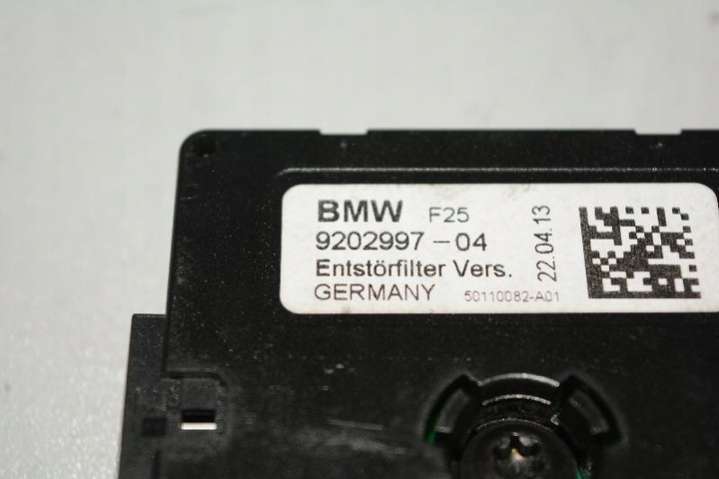 BMW F25
9202997-04
Entstörfilter Vers.
GERMANY 50110082-A01
22.04.13